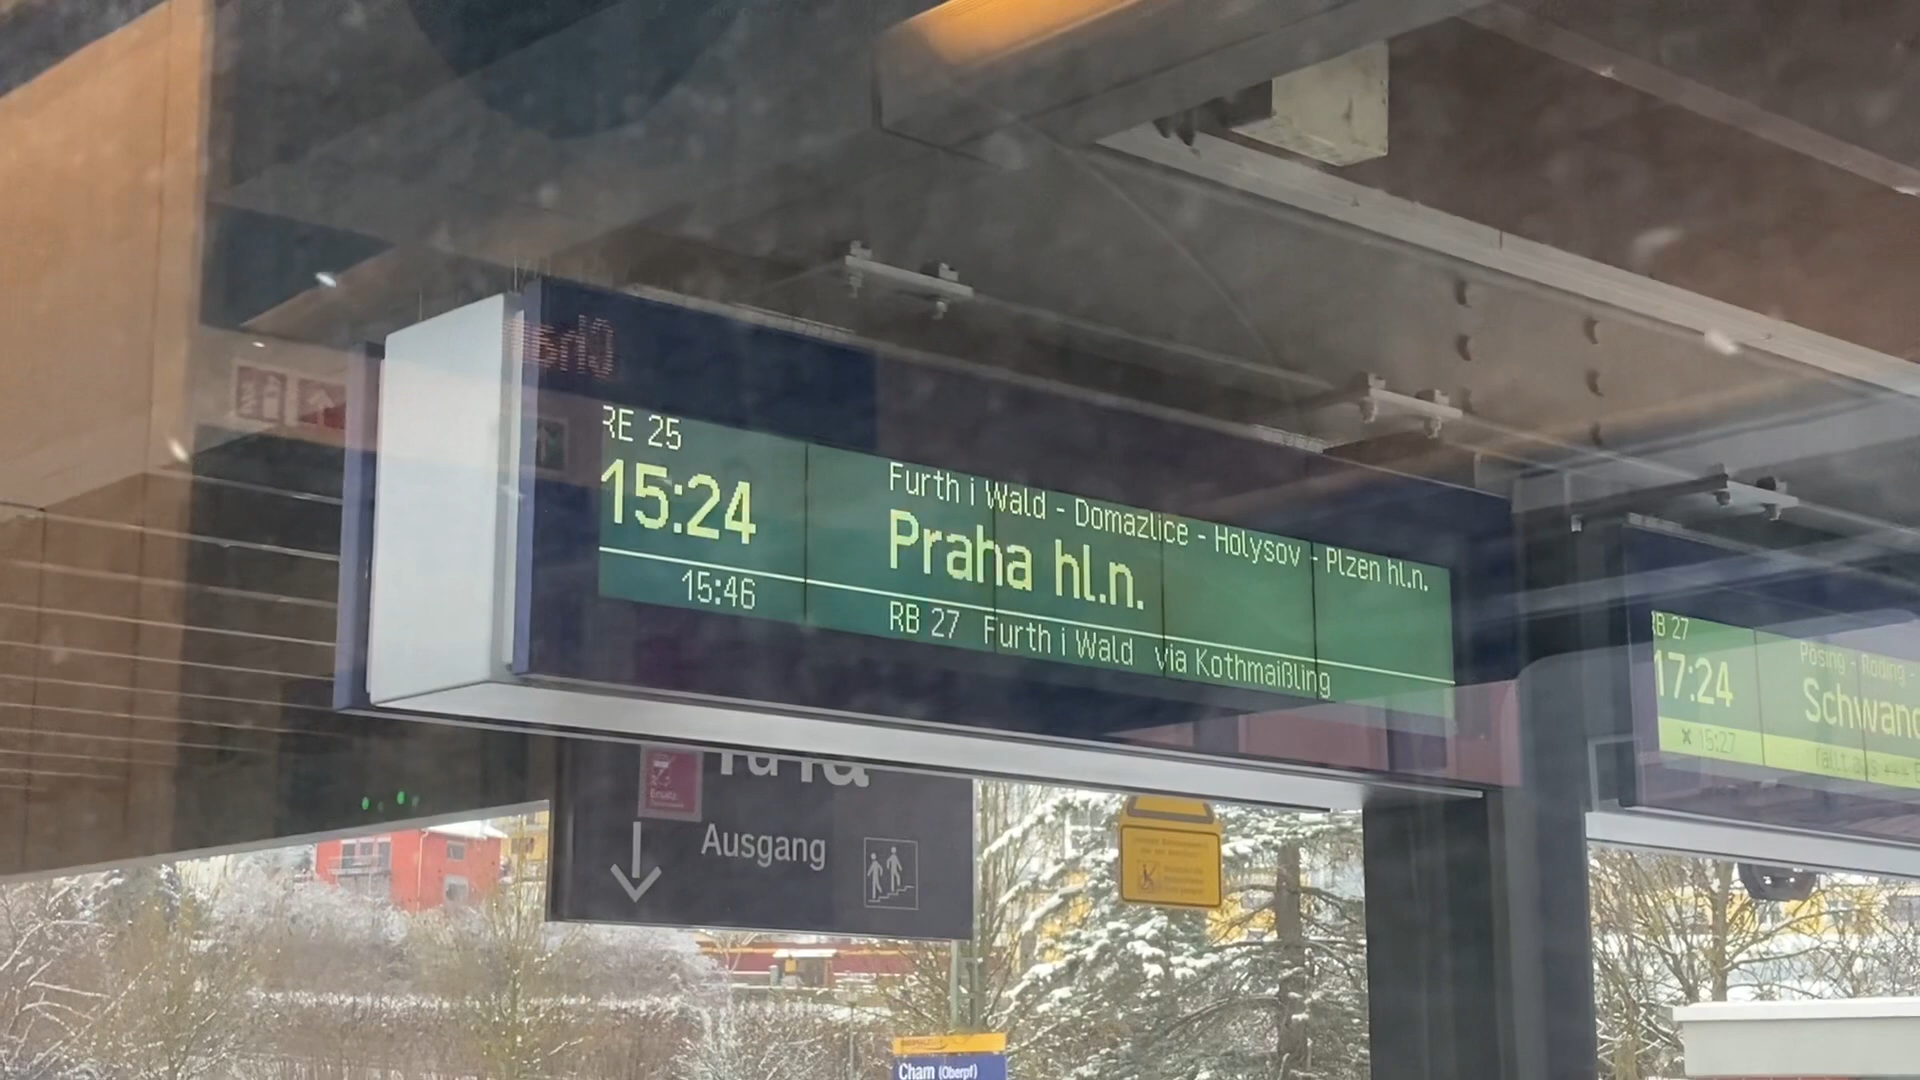 RE 25
15:24
Furth i Wald - Domazlice - Holysov - Plzen hl.n.
Praha hl.n.
15:46 RB 27 Furth i Wald via Kothmaißling
RB 27
17:24
Pösing - Roding -
15:27
Ausgang
Cham (Oberpf)